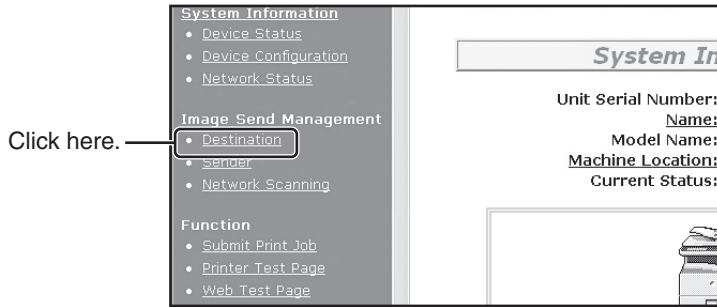 System Information
• Device Status
• Device Configuration
• Network Status
Image Send Management
• Destination
• Sender
• Network Scanning
Function
• Submit Print Job
• Printer Test Page
• Web Test Page
Click here.
System In
Unit Serial Number:
Name:
Model Name:
Machine Location:
Current Status: